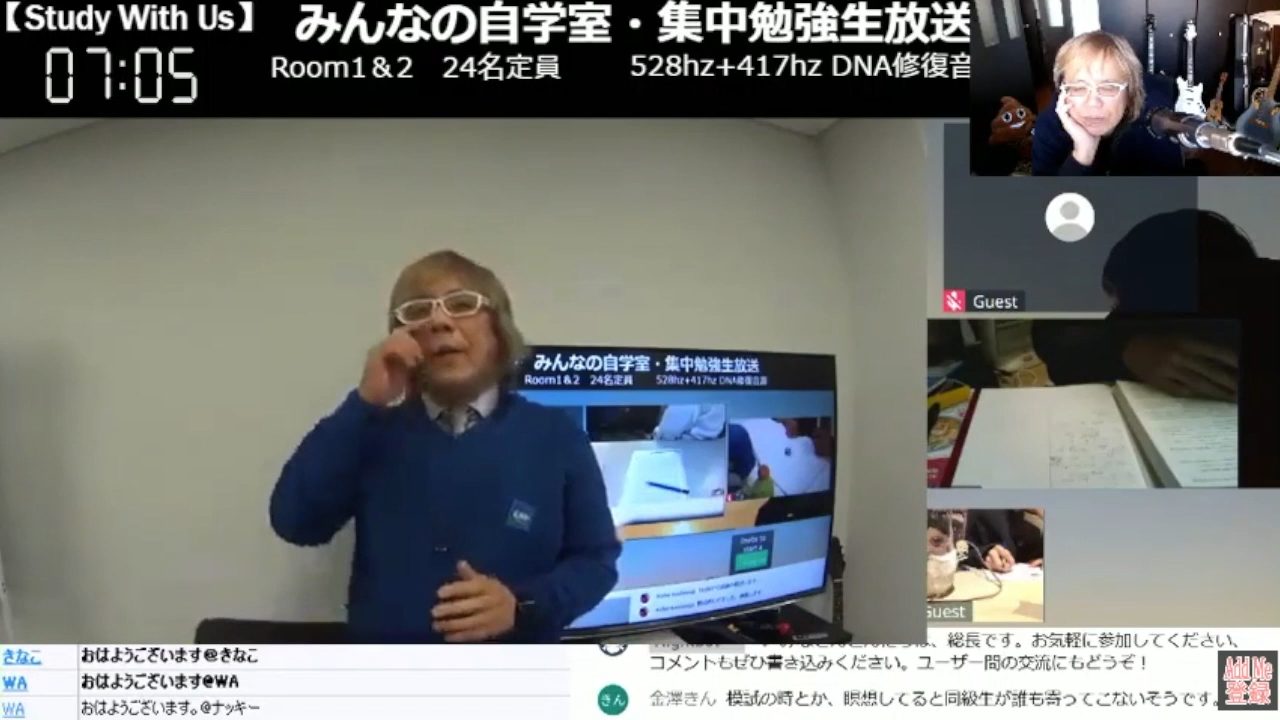 【Study With Us】
みんなの自学室・集中勉強生放送
07:05
Room1＆2　24名定員
528hz+417hz DNA修復音
Guest
みんなの自学室・集中勉強生放送
Room1＆2　24名定員
528hz+417hz DNA修復音源
Guest
きなこ
おはようございます@きなこ
WA
おはようございます@WA
WA
おはようございます。@ナッキー
総長です。お気軽に参加してください、
コメントもぜひ書き込みください。ユーザー間の交流にもどうぞ！
きん
金澤きん 模試の時とか、瞑想してると同級生が誰も寄ってこないそうです。
Add Me
登録